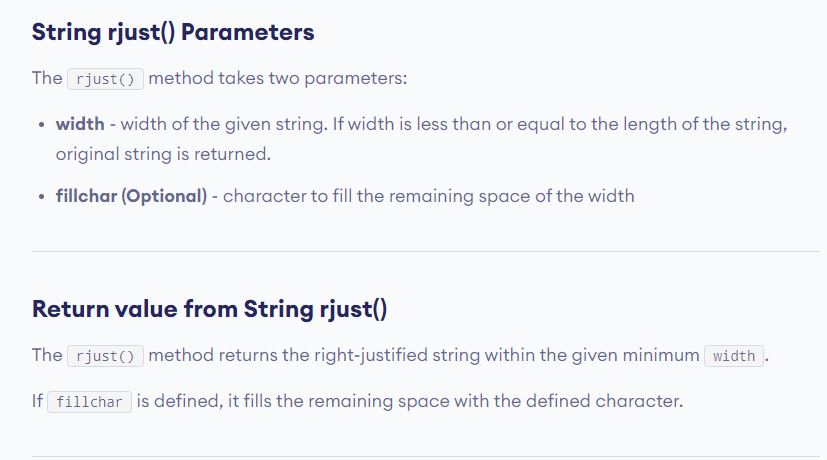 String rjust() Parameters
The rjust() method takes two parameters:
• width - width of the given string. If width is less than or equal to the length of the string,
original string is returned.
• fillchar (Optional) - character to fill the remaining space of the width
Return value from String rjust()
The rjust() method returns the right-justified string within the given minimum width .
If fillchar is defined, it fills the remaining space with the defined character.